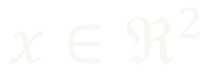 x ∈ ℜ²